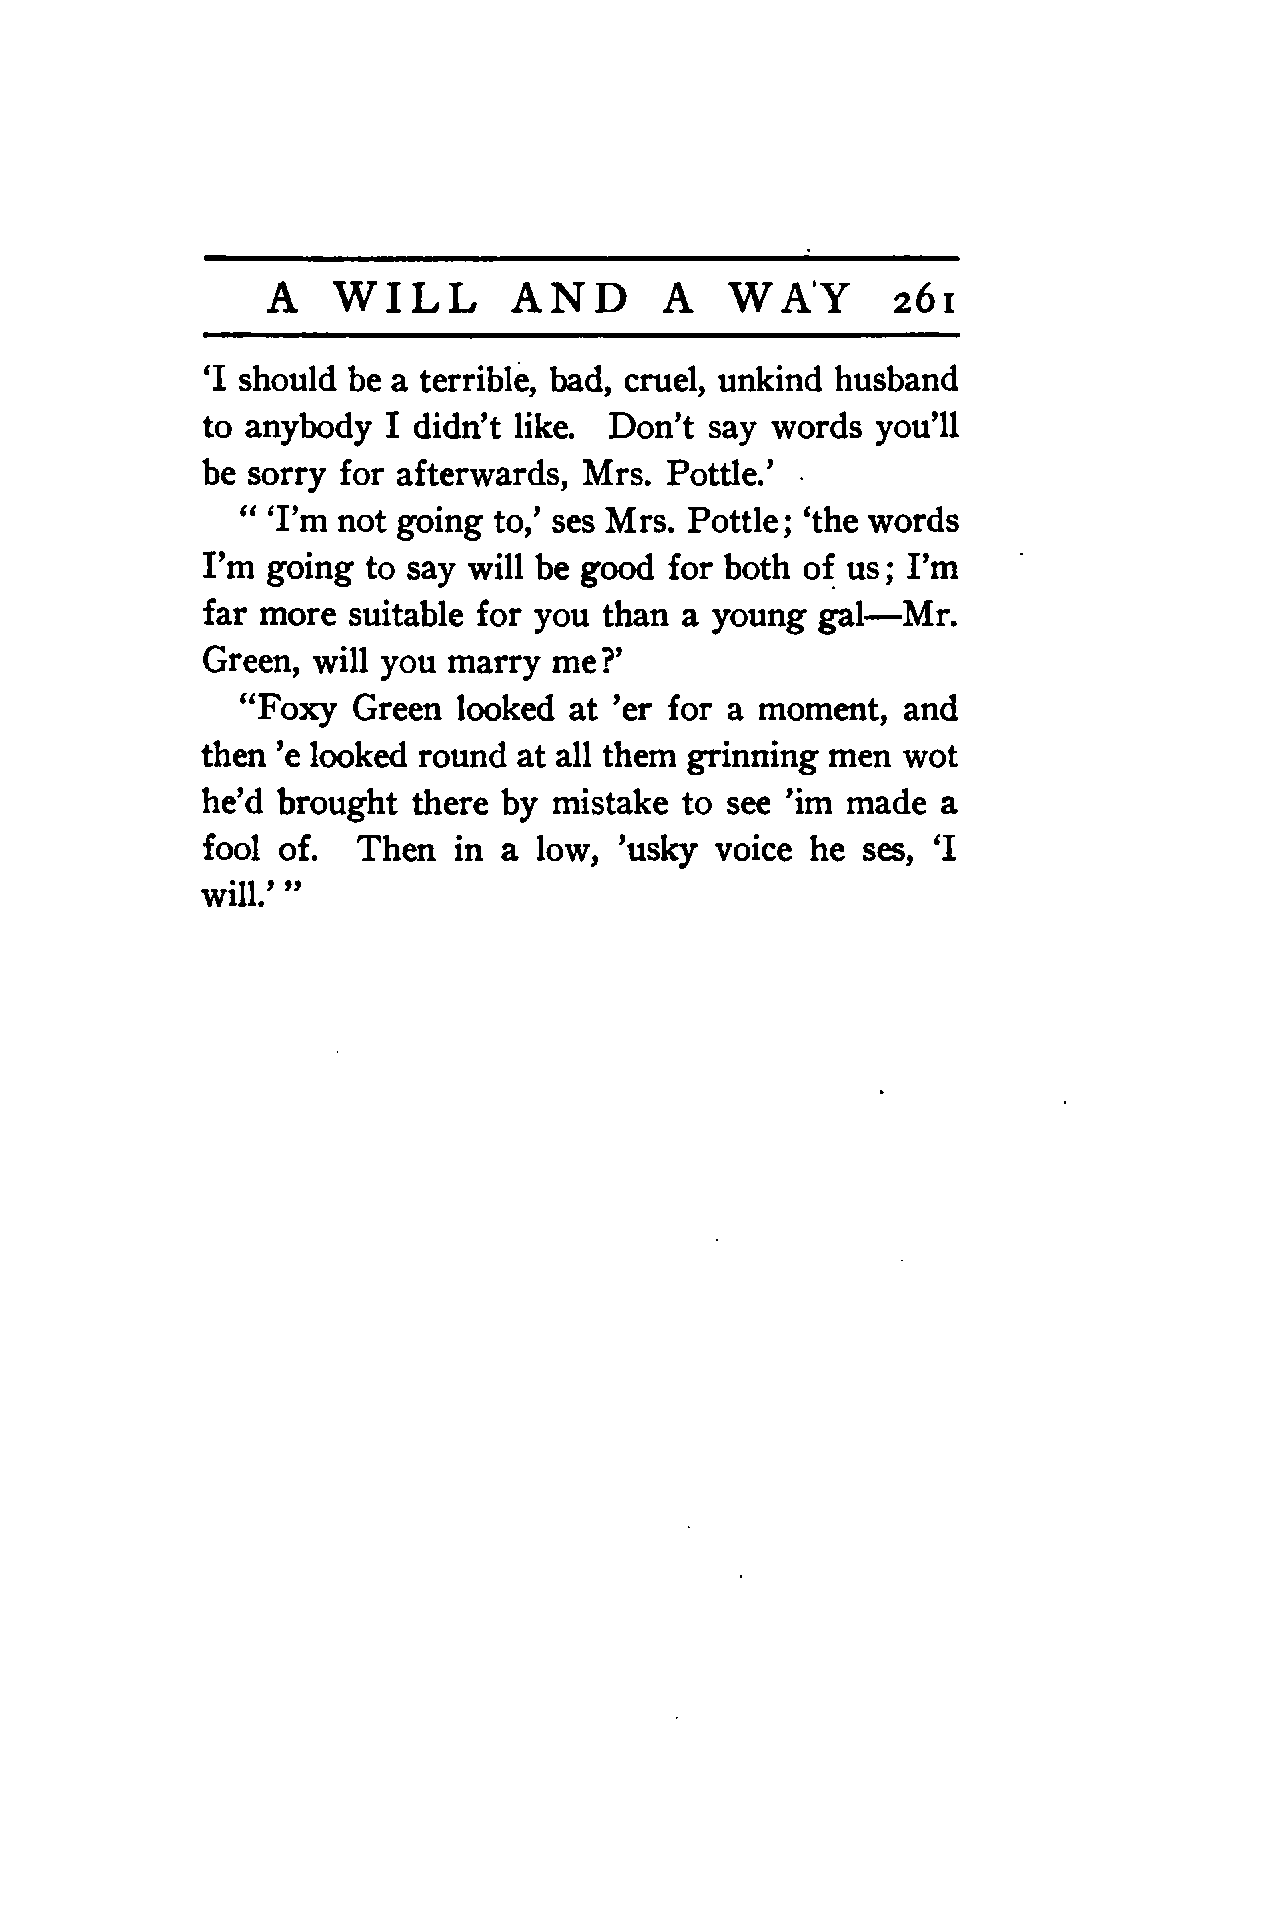 A WILL AND A WAY 261
‘I should be a terrible, bad, cruel, unkind husband
to anybody I didn’t like. Don’t say words you’ll
be sorry for afterwards, Mrs. Pottle.’
“ ‘I’m not going to,’ ses Mrs. Pottle; ‘the words
I’m going to say will be good for both of us; I’m
far more suitable for you than a young gal—Mr.
Green, will you marry me?’
“Foxy Green looked at ’er for a moment, and
then ’e looked round at all them grinning men wot
he’d brought there by mistake to see ’im made a
fool of. Then in a low, ’usky voice he ses, ‘I
will.’ ”